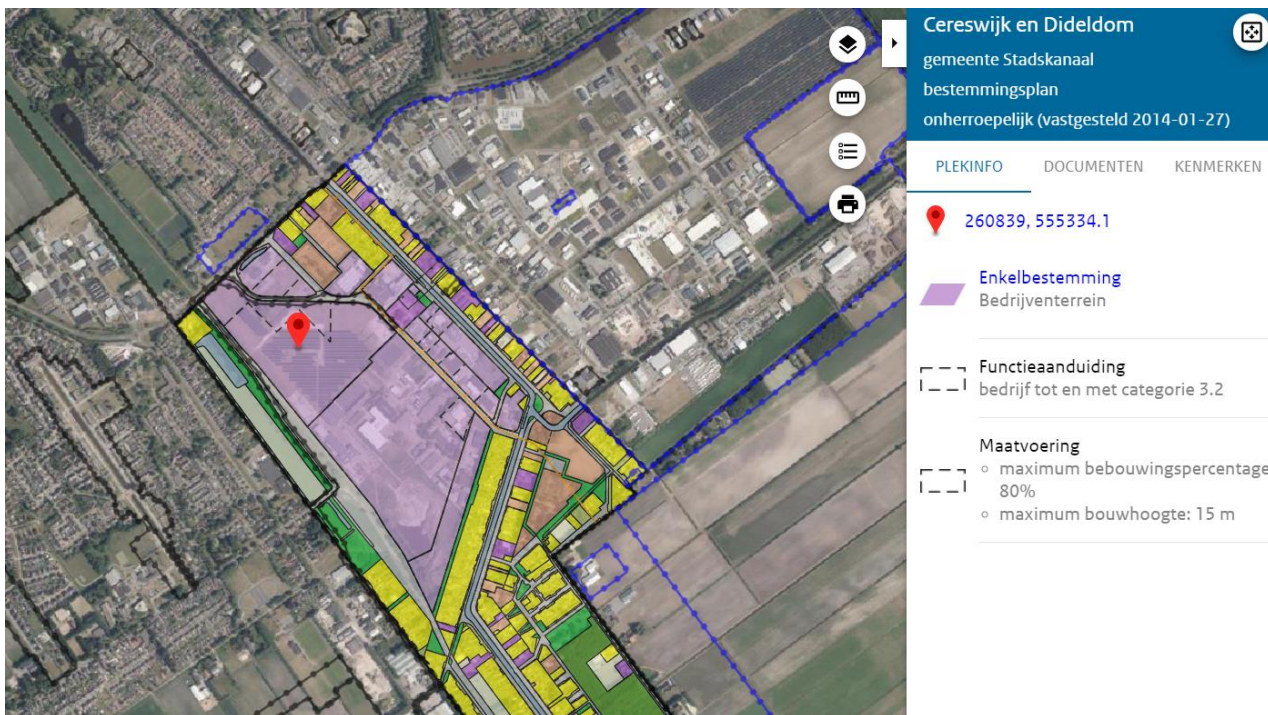 Cereswijk en Dideldom
gemeente Stadskanaal
bestemmingsplan
onherroepelijk (vastgesteld 2014-01-27)
PLEKINFO DOCUMENTEN KENMERKEN
260839, 555334.1
Enkelbestemming
Bedrijventerrein
Functieaanduiding
bedrijf tot en met categorie 3.2
Maatvoering
maximum bebouwingspercentage
80%
maximum bouwhoogte: 15 m